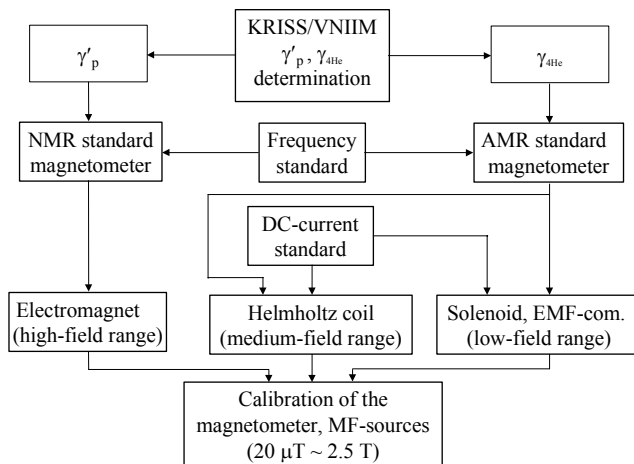 KRISS/VNIIM
γ′p , γ4He
determination
γ′p
γ4He
NMR standard
magnetometer
Frequency
standard
AMR standard
magnetometer
DC-current
standard
Electromagnet
(high-field range)
Helmholtz coil
(medium-field range)
Solenoid, EMF-com.
(low-field range)
Calibration of the
magnetometer, MF-sources
(20 μT ~ 2.5 T)